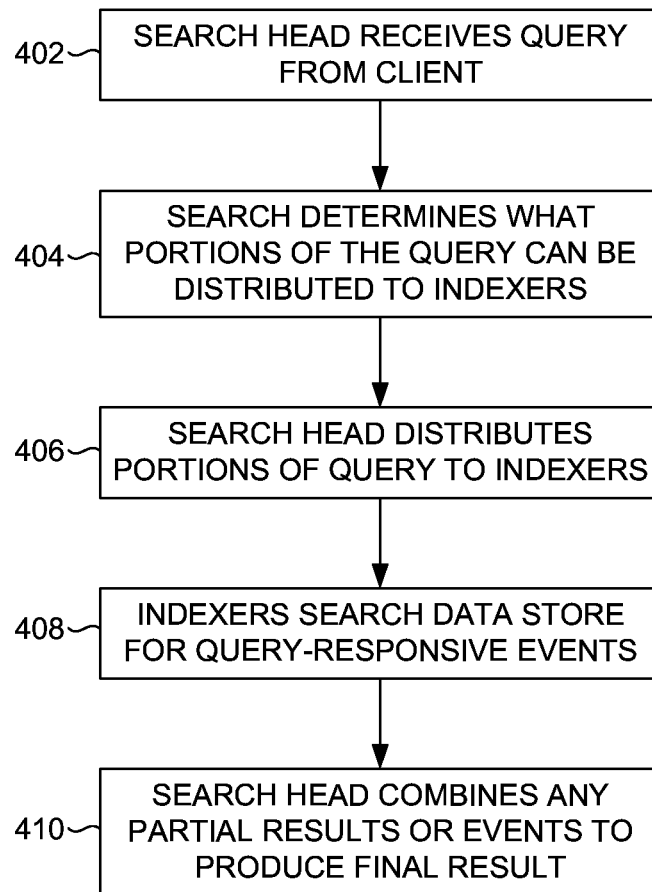 402
SEARCH HEAD RECEIVES QUERY
FROM CLIENT
404
SEARCH DETERMINES WHAT
PORTIONS OF THE QUERY CAN BE
DISTRIBUTED TO INDEXERS
406
SEARCH HEAD DISTRIBUTES
PORTIONS OF QUERY TO INDEXERS
408
INDEXERS SEARCH DATA STORE
FOR QUERY-RESPONSIVE EVENTS
410
SEARCH HEAD COMBINES ANY
PARTIAL RESULTS OR EVENTS TO
PRODUCE FINAL RESULT